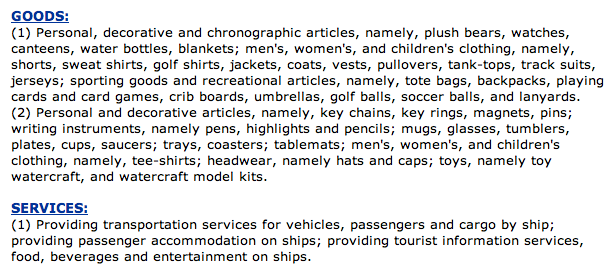 GOODS:
(1) Personal, decorative and chronographic articles, namely, plush bears, watches,
canteens, water bottles, blankets; men's, women's, and children's clothing, namely,
shorts, sweat shirts, golf shirts, jackets, coats, vests, pullovers, tank-tops, track suits,
jerseys; sporting goods and recreational articles, namely, tote bags, backpacks, playing
cards and card games, crib boards, umbrellas, golf balls, soccer balls, and lanyards.
(2) Personal and decorative articles, namely, key chains, key rings, magnets, pins;
writing instruments, namely pens, highlights and pencils; mugs, glasses, tumblers,
plates, cups, saucers; trays, coasters; tablemats; men's, women's, and children's
clothing, namely, tee-shirts; headwear, namely hats and caps; toys, namely toy
watercraft, and watercraft model kits.
SERVICES:
(1) Providing transportation services for vehicles, passengers and cargo by ship;
providing passenger accommodation on ships; providing tourist information services,
food, beverages and entertainment on ships.